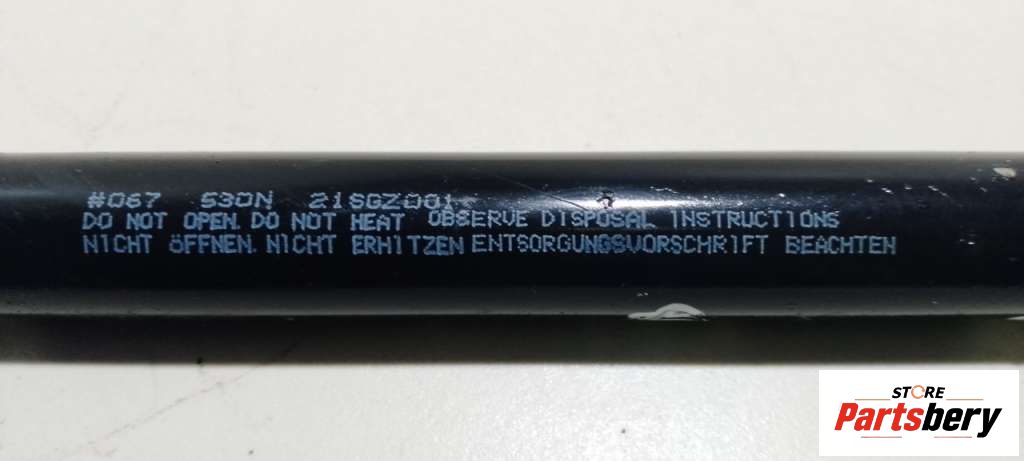 #067 530N 21SGZ001
DO NOT OPEN. DO NOT HEAT OBSERVE DISPOSAL INSTRUCTIONS
NICHT ÖFFNEN. NICHT ERHITZEN ENTSORGUNGSVORSCHRIFT BEACHTEN
STORE
Partsbery